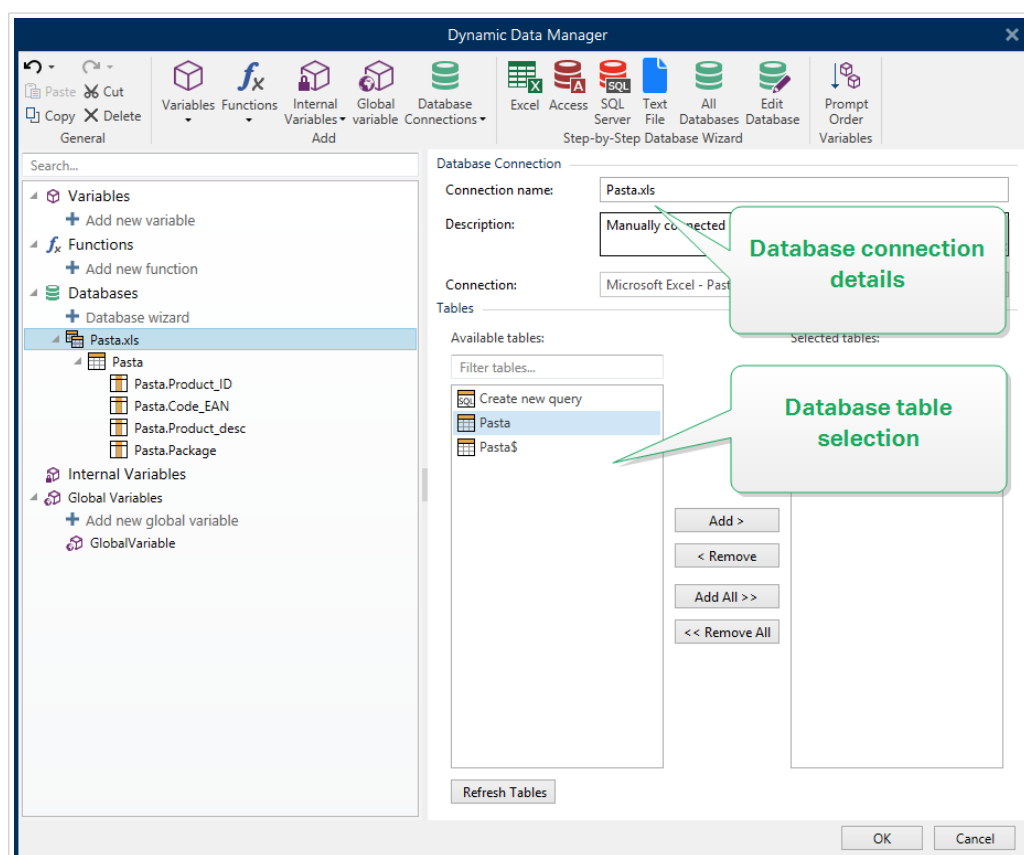 Dynamic Data Manager
Paste Cut
Copy Delete
General
Variables Functions Internal Variables Global variable Database Connections
Add
Excel Access SQL Server Text File All Databases Edit Database
Step-by-Step Database Wizard
Prompt Order
Variables
Search...
Variables
Add new variable
Functions
Add new function
Databases
Database wizard
Pasta.xls
Pasta
Pasta.Product_ID
Pasta.Code_EAN
Pasta.Product_desc
Pasta.Package
Internal Variables
Global Variables
Add new global variable
GlobalVariable
Database Connection
Connection name: Pasta.xls
Description: Manually connected
Connection: Microsoft Excel -
Database connection
details
Tables
Available tables:
Selected tables:
Filter tables...
SQL Create new query
Pasta
Pasta$
Database table
selection
Add >
< Remove
Add All >>
<< Remove All
Refresh Tables
OK Cancel